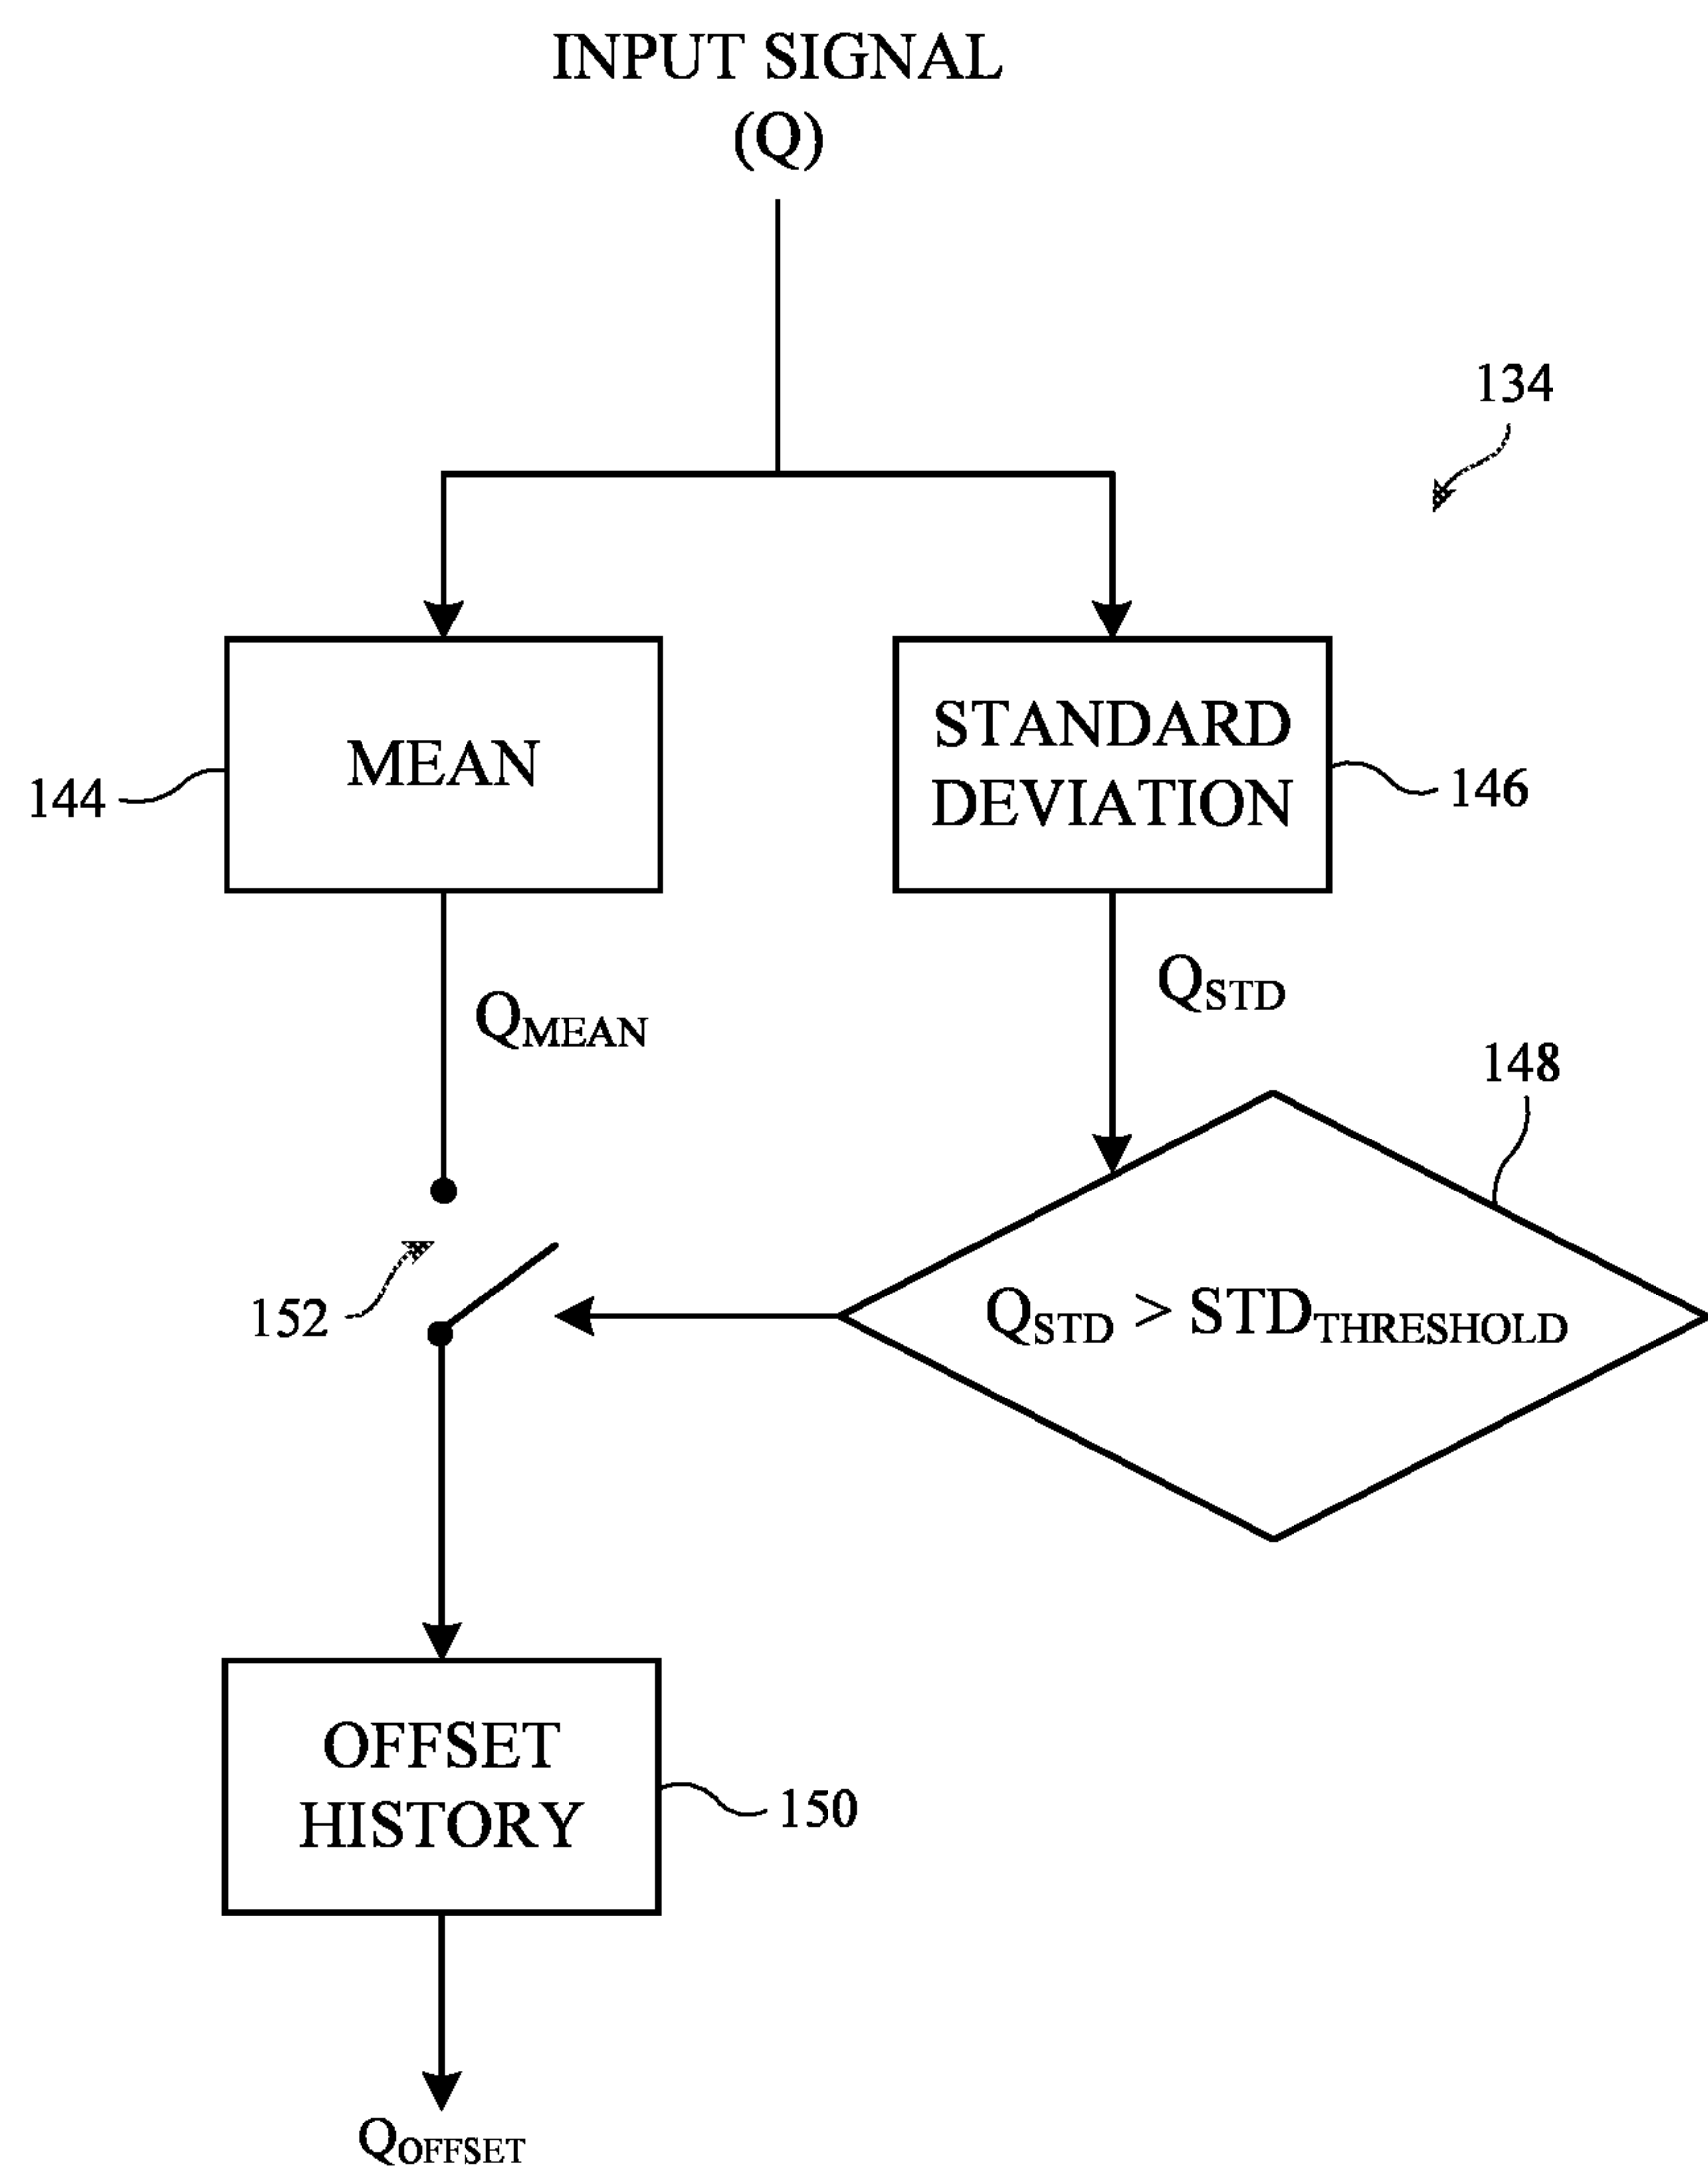 INPUT SIGNAL
(Q)
134
MEAN
STANDARD
DEVIATION
144
146
QMEAN
QSTD
148
152
QSTD > STDTHRESHOLD
OFFSET
HISTORY
150
QOFFSET